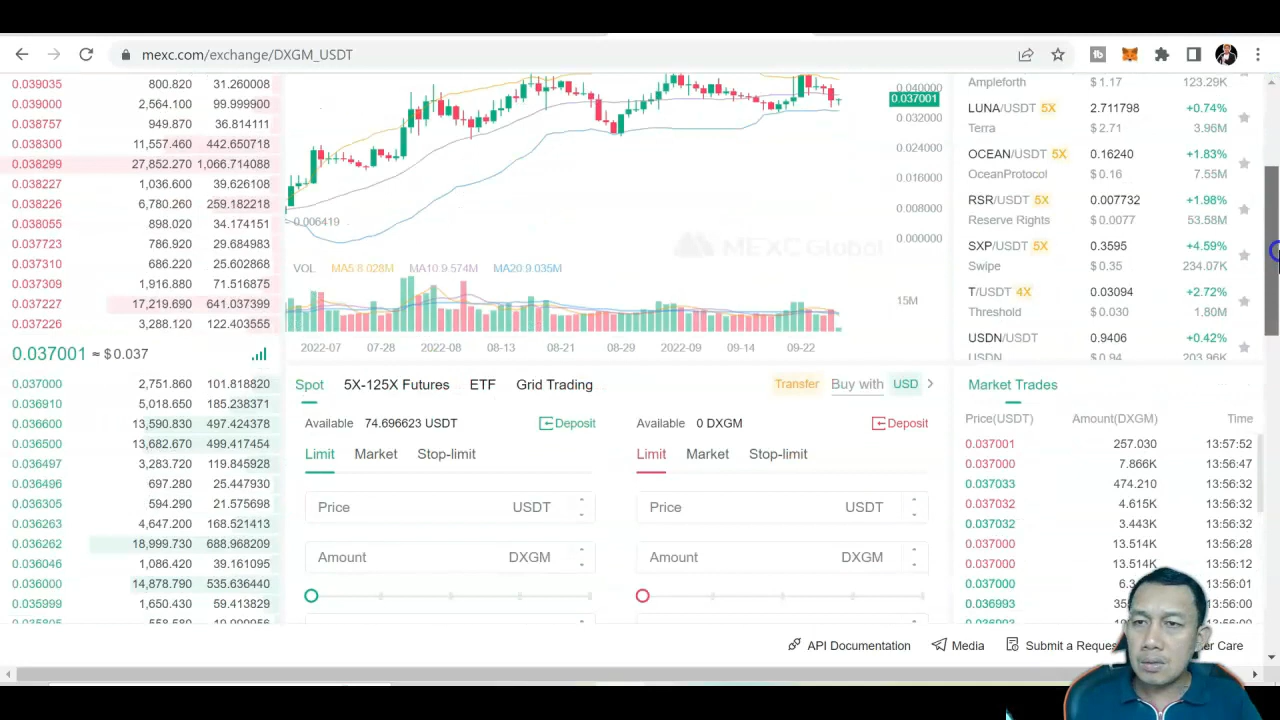 mexc.com/exchange/DXGM_USDT
0.039035 800.820 31.260008
0.039000 2,564.100 99.999900
0.038757 949.870 36.814111
0.038300 11,557.460 442.650718
0.038299 27,852.270 1,066.714088
0.038227 1,036.600 39.626108
0.038226 6,780.260 259.182218
0.038055 898.020 34.174151
0.037723 786.920 29.684983
0.037310 686.220 25.602868
0.037309 1,916.880 71.516875
0.037227 17,219.690 641.037399
0.037226 3,288.120 122.403555
0.037001 ≈ $0.037
0.037000 2,751.860 101.818820
0.036910 5,018.650 185.238371
0.036600 13,590.830 497.424378
0.036500 13,682.670 499.417454
0.036497 3,283.720 119.845928
0.036496 697.280 25.447930
0.036305 594.290 21.575698
0.036263 4,647.200 168.521413
0.036262 18,999.730 688.968209
0.036046 1,086.420 39.161095
0.036000 14,878.790 535.636440
0.035999 1,650.430 59.413829
0.040000
0.037001
0.032000
0.024000
0.016000
0.008000
0.000000
0.006419
MEXC Global
VOL MA5 8.028M MA10 9.574M MA20 9.035M
15M
2022-07 07-28 2022-08 08-13 08-21 08-29 2022-09 09-14 09-22
Spot 5X-125X Futures ETF Grid Trading Transfer Buy with USD
Available 74.696623 USDT Deposit Available 0 DXGM Deposit
Limit Market Stop-limit Limit Market Stop-limit
Price USDT Price USDT
Amount DXGM Amount DXGM
Ampleforth $ 1.17 123.29K
LUNA/USDT 5X 2.711798 +0.74%
Terra $ 2.71 3.96M
OCEAN/USDT 5X 0.16240 +1.83%
OceanProtocol $ 0.16 7.55M
RSR/USDT 5X 0.007732 +1.98%
Reserve Rights $ 0.0077 53.58M
SXP/USDT 5X 0.3595 +4.59%
Swipe $ 0.35 234.07K
T/USDT 4X 0.03094 +2.72%
Threshold $ 0.030 1.80M
USDN/USDT 0.9406 +0.42%
USDN $ 0.94 203.96K
Market Trades
Price(USDT) Amount(DXGM) Time
0.037001 257.030 13:57:52
0.037000 7.866K 13:56:47
0.037033 474.210 13:56:32
0.037032 4.615K 13:56:32
0.037032 3.443K 13:56:32
0.037000 13.514K 13:56:28
0.037000 13.514K 13:56:12
0.037000 13:56:01
0.036993 13:56:00
API Documentation Media Submit a Reques Care